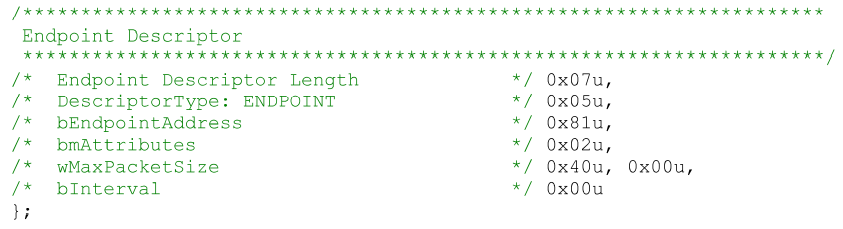 /*********************************************************************
Endpoint Descriptor
*********************************************************************/
/*  Endpoint Descriptor Length             */ 0x07u,
/*  DescriptorType: ENDPOINT               */ 0x05u,
/*  bEndpointAddress                       */ 0x81u,
/*  bmAttributes                           */ 0x02u,
/*  wMaxPacketSize                         */ 0x40u, 0x00u,
/*  bInterval                              */ 0x00u
};